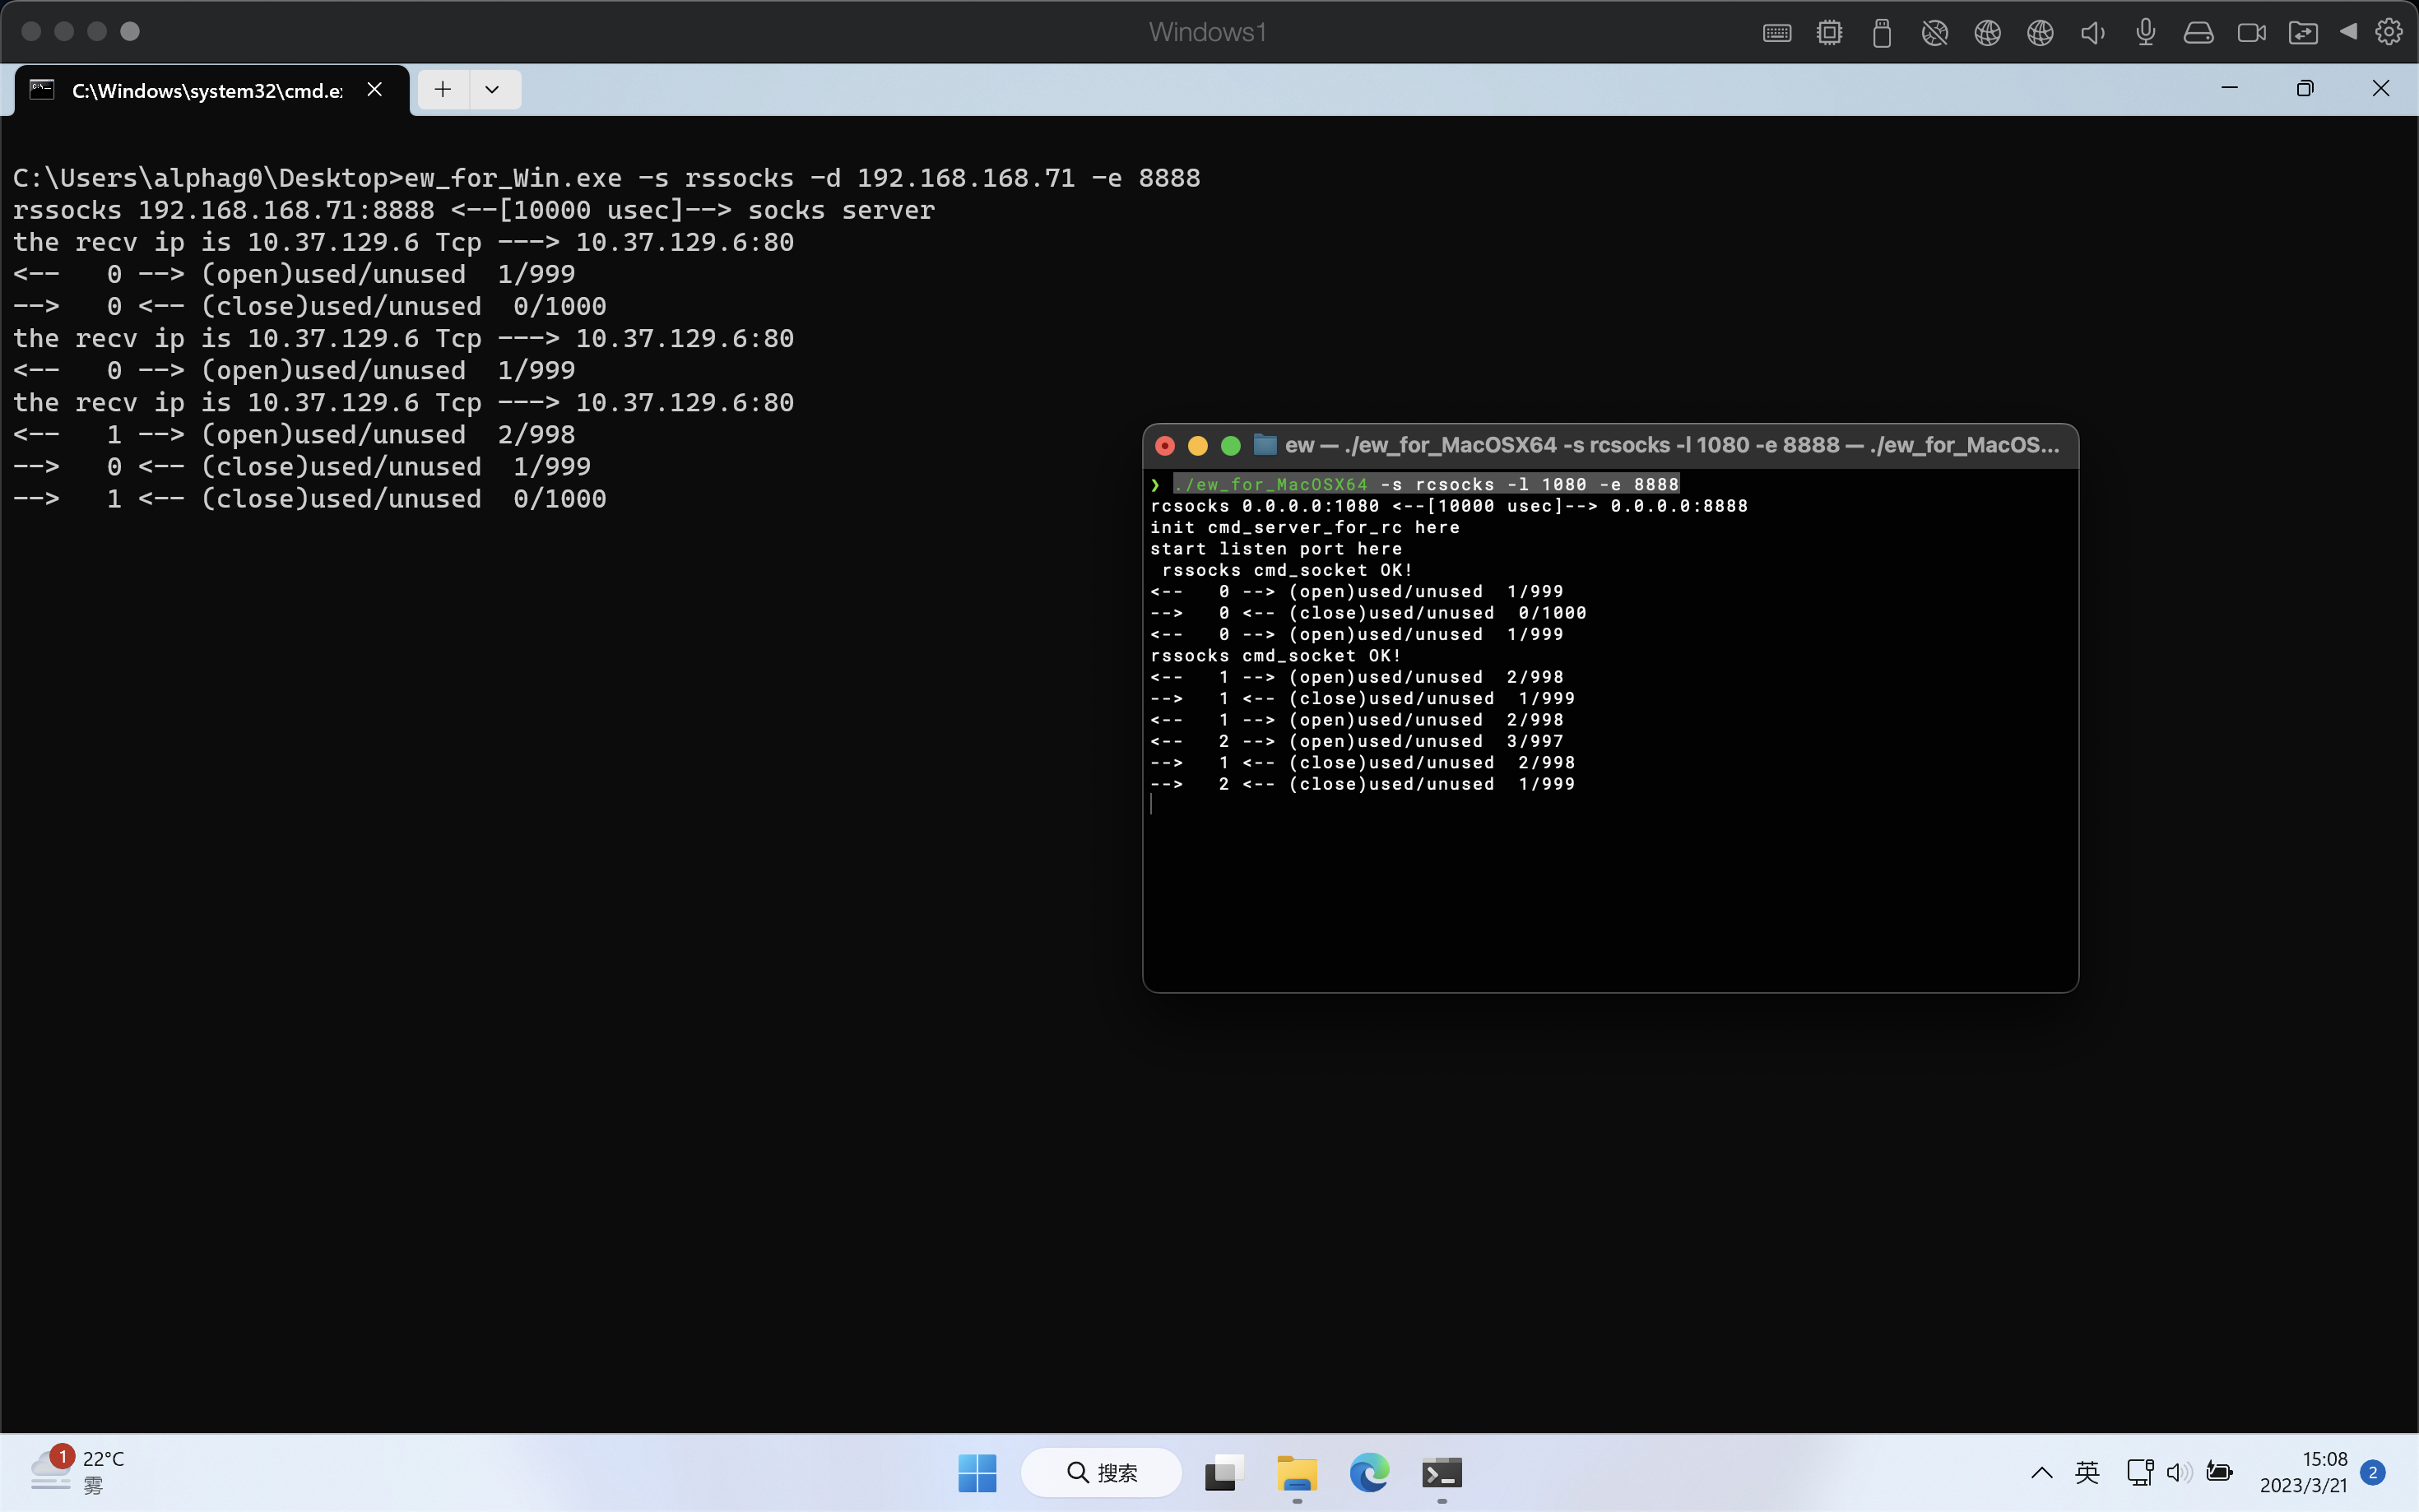 Windows1
C:\Windows\system32\cmd.e
C:\Users\alphag0\Desktop>ew_for_Win.exe -s rssocks -d 192.168.168.71 -e 8888
rssocks 192.168.168.71:8888 <--[10000 usec]--> socks server
the recv ip is 10.37.129.6 Tcp ---> 10.37.129.6:80
<--   0 --> (open)used/unused  1/999
-->   0 <-- (close)used/unused  0/1000
the recv ip is 10.37.129.6 Tcp ---> 10.37.129.6:80
<--   0 --> (open)used/unused  1/999
the recv ip is 10.37.129.6 Tcp ---> 10.37.129.6:80
<--   1 --> (open)used/unused  2/998
-->   0 <-- (close)used/unused  1/999
-->   1 <-- (close)used/unused  0/1000
ew — ./ew_for_MacOSX64 -s rcsocks -l 1080 -e 8888 — ./ew_for_MacOS...
❯ ./ew_for_MacOSX64 -s rcsocks -l 1080 -e 8888
rcsocks 0.0.0.0:1080 <--[10000 usec]--> 0.0.0.0:8888
init cmd_server_for_rc here
start listen port here
 rssocks cmd_socket OK!
<--   0 --> (open)used/unused  1/999
-->   0 <-- (close)used/unused  0/1000
<--   0 --> (open)used/unused  1/999
rssocks cmd_socket OK!
<--   1 --> (open)used/unused  2/998
-->   1 <-- (close)used/unused  1/999
<--   1 --> (open)used/unused  2/998
<--   2 --> (open)used/unused  3/997
-->   1 <-- (close)used/unused  2/998
-->   2 <-- (close)used/unused  1/999
1
22°C
雾
搜索
英
15:08
2023/3/21
2